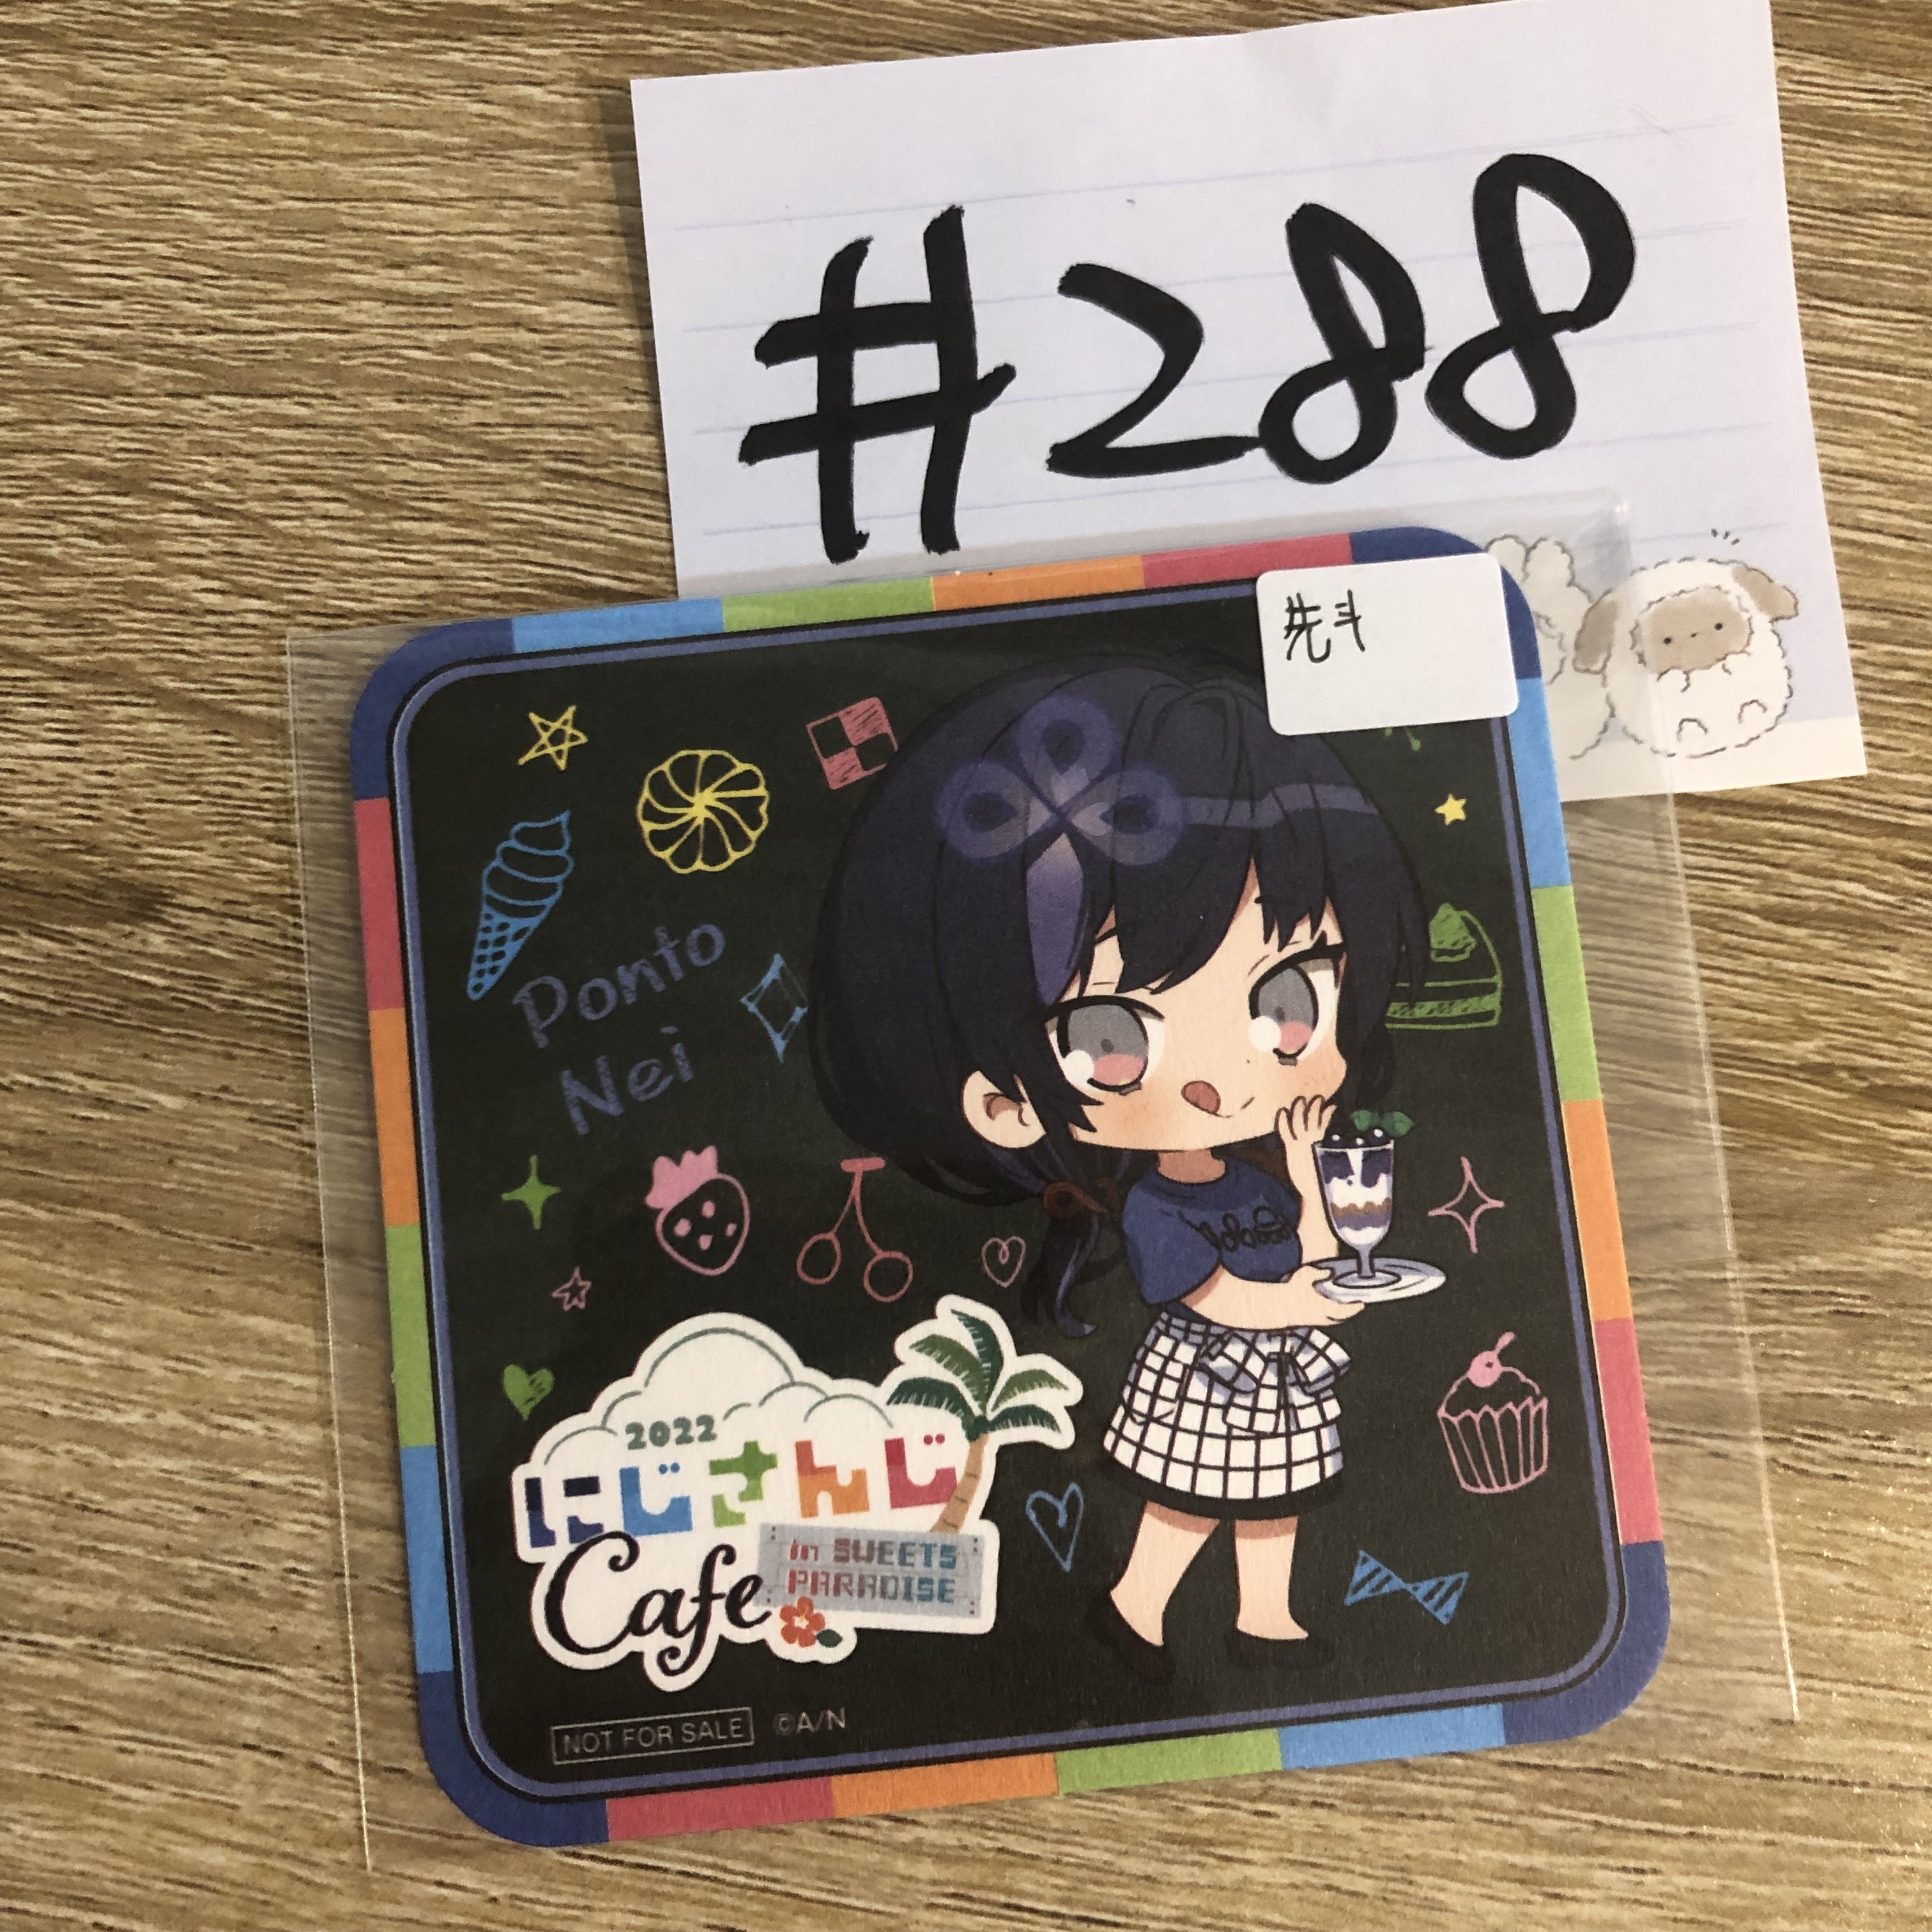 #288
先斗
Ponto
Nei
2022
にじさんじ
Cafe
in SWEETS
PARADISE
NOT FOR SALE ©A/N